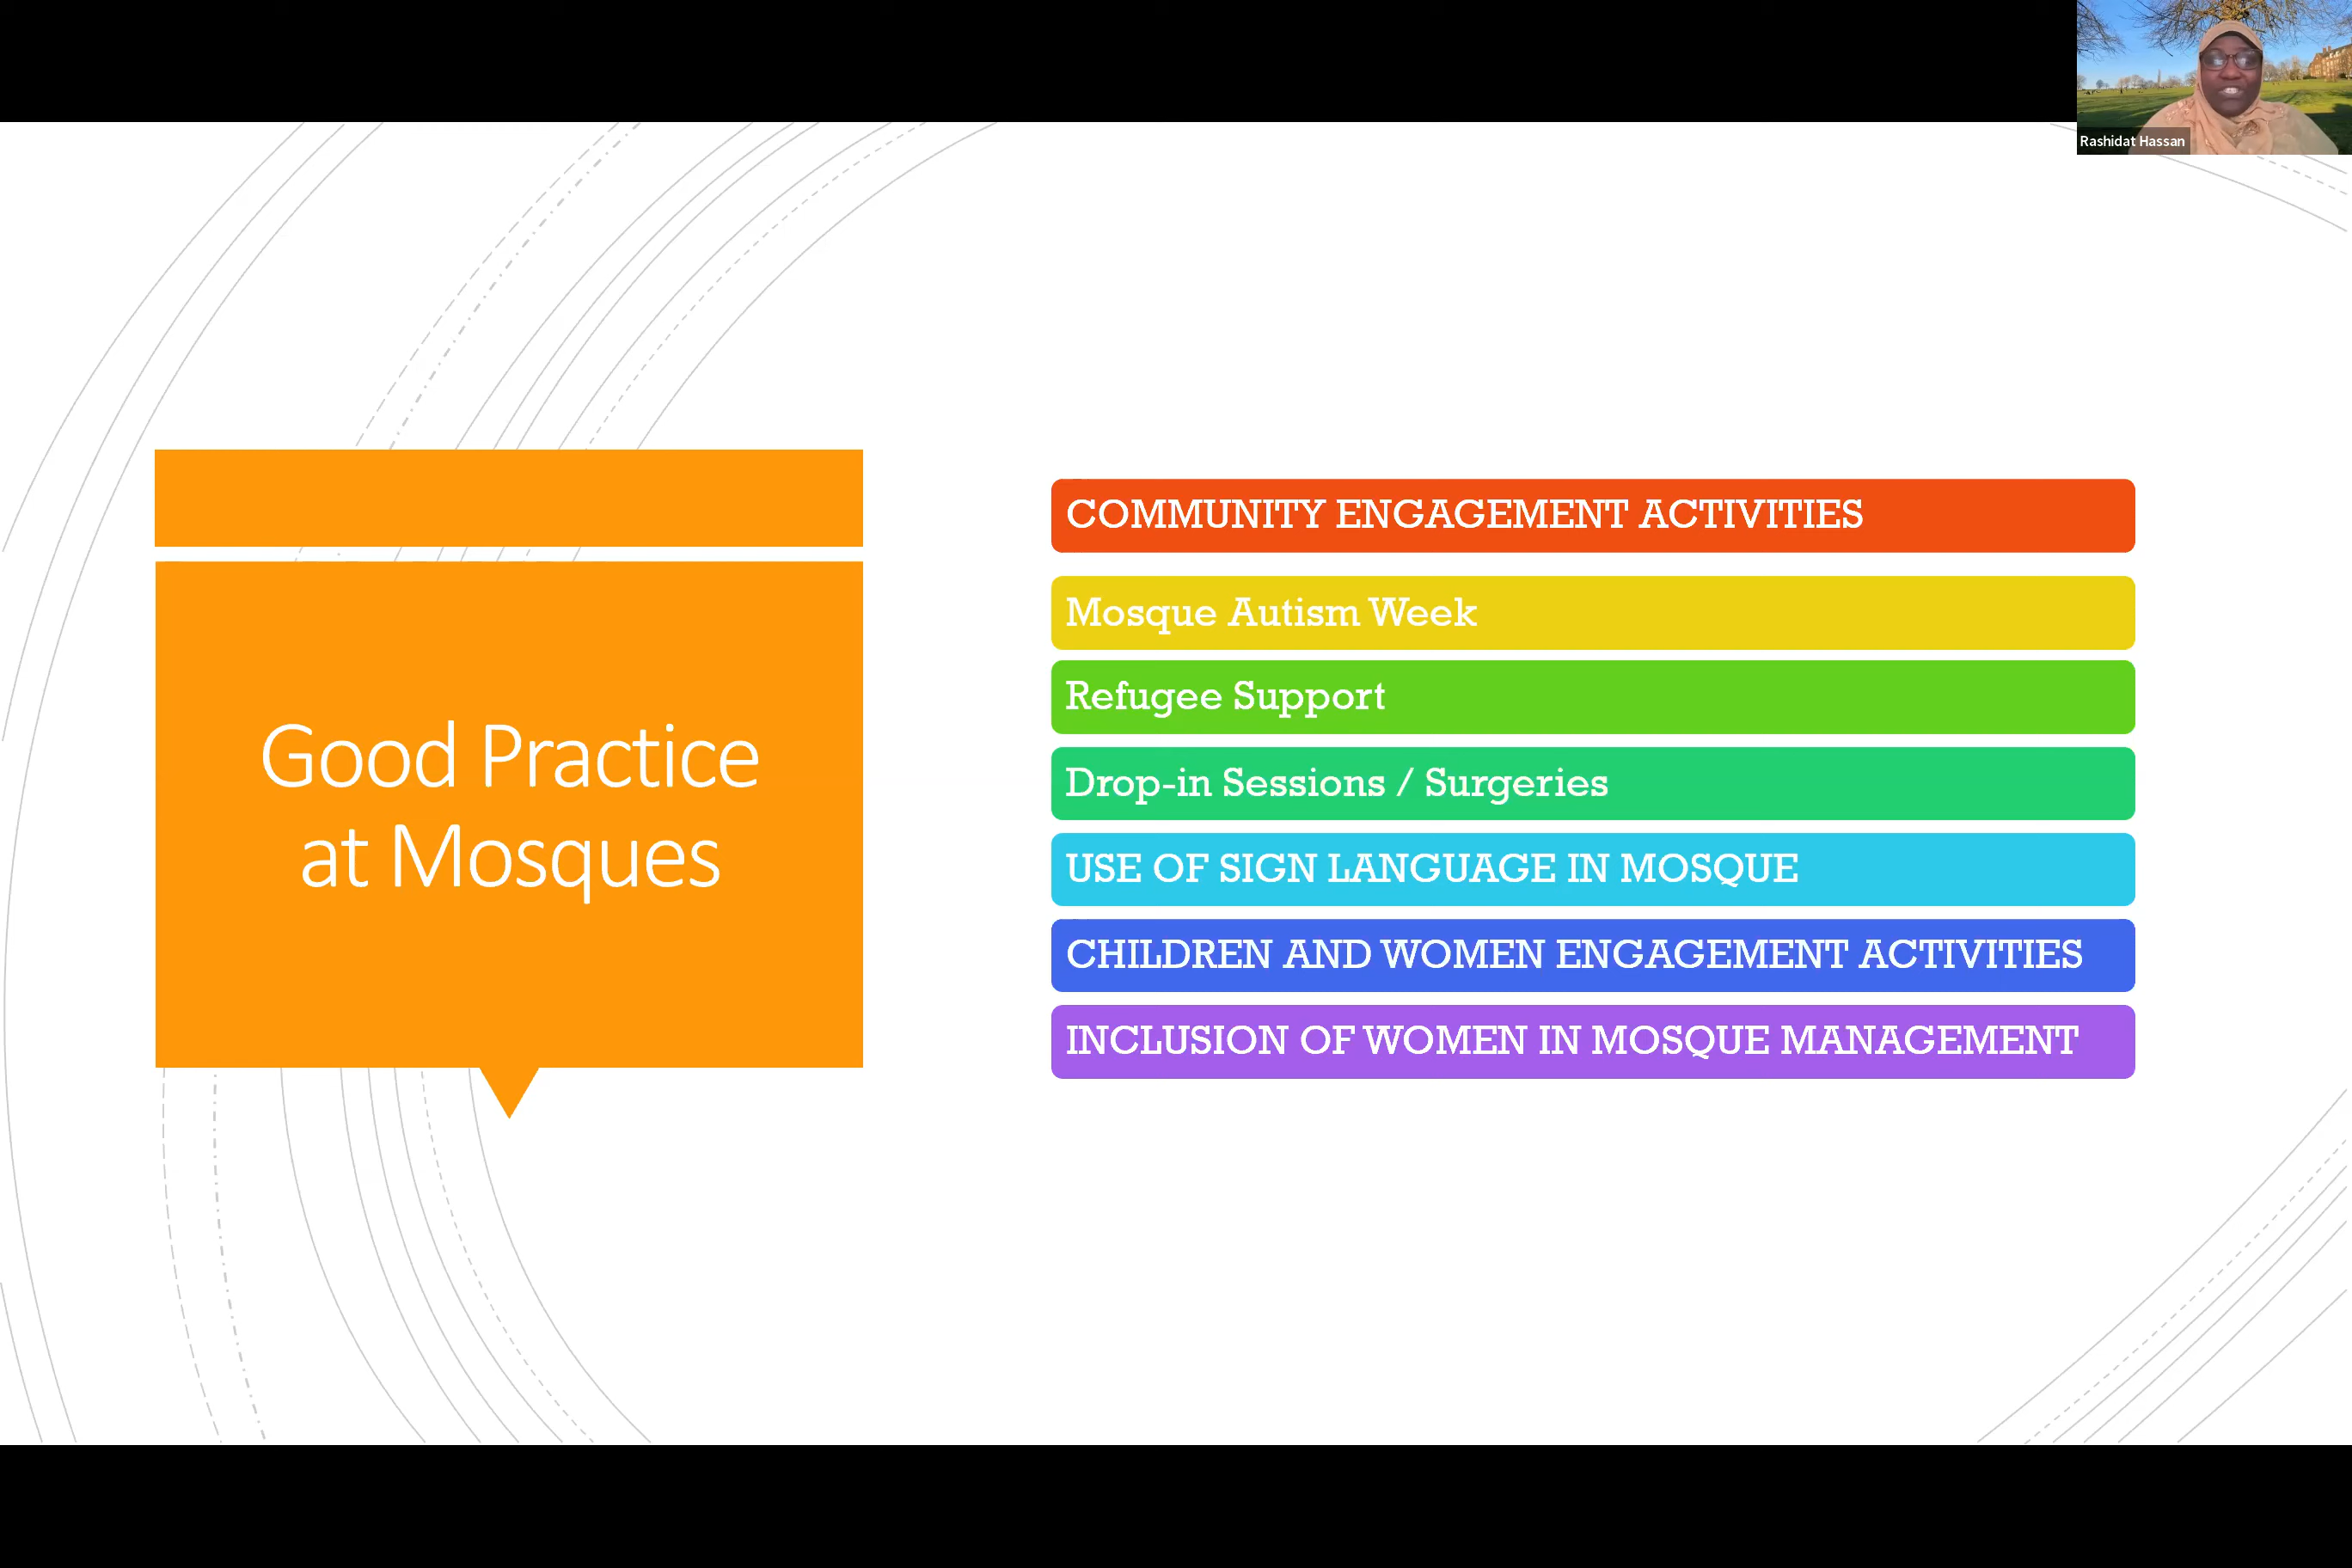 Rashidat Hassan
Good Practice
at Mosques
COMMUNITY ENGAGEMENT ACTIVITIES
Mosque Autism Week
Refugee Support
Drop-in Sessions / Surgeries
USE OF SIGN LANGUAGE IN MOSQUE
CHILDREN AND WOMEN ENGAGEMENT ACTIVITIES
INCLUSION OF WOMEN IN MOSQUE MANAGEMENT